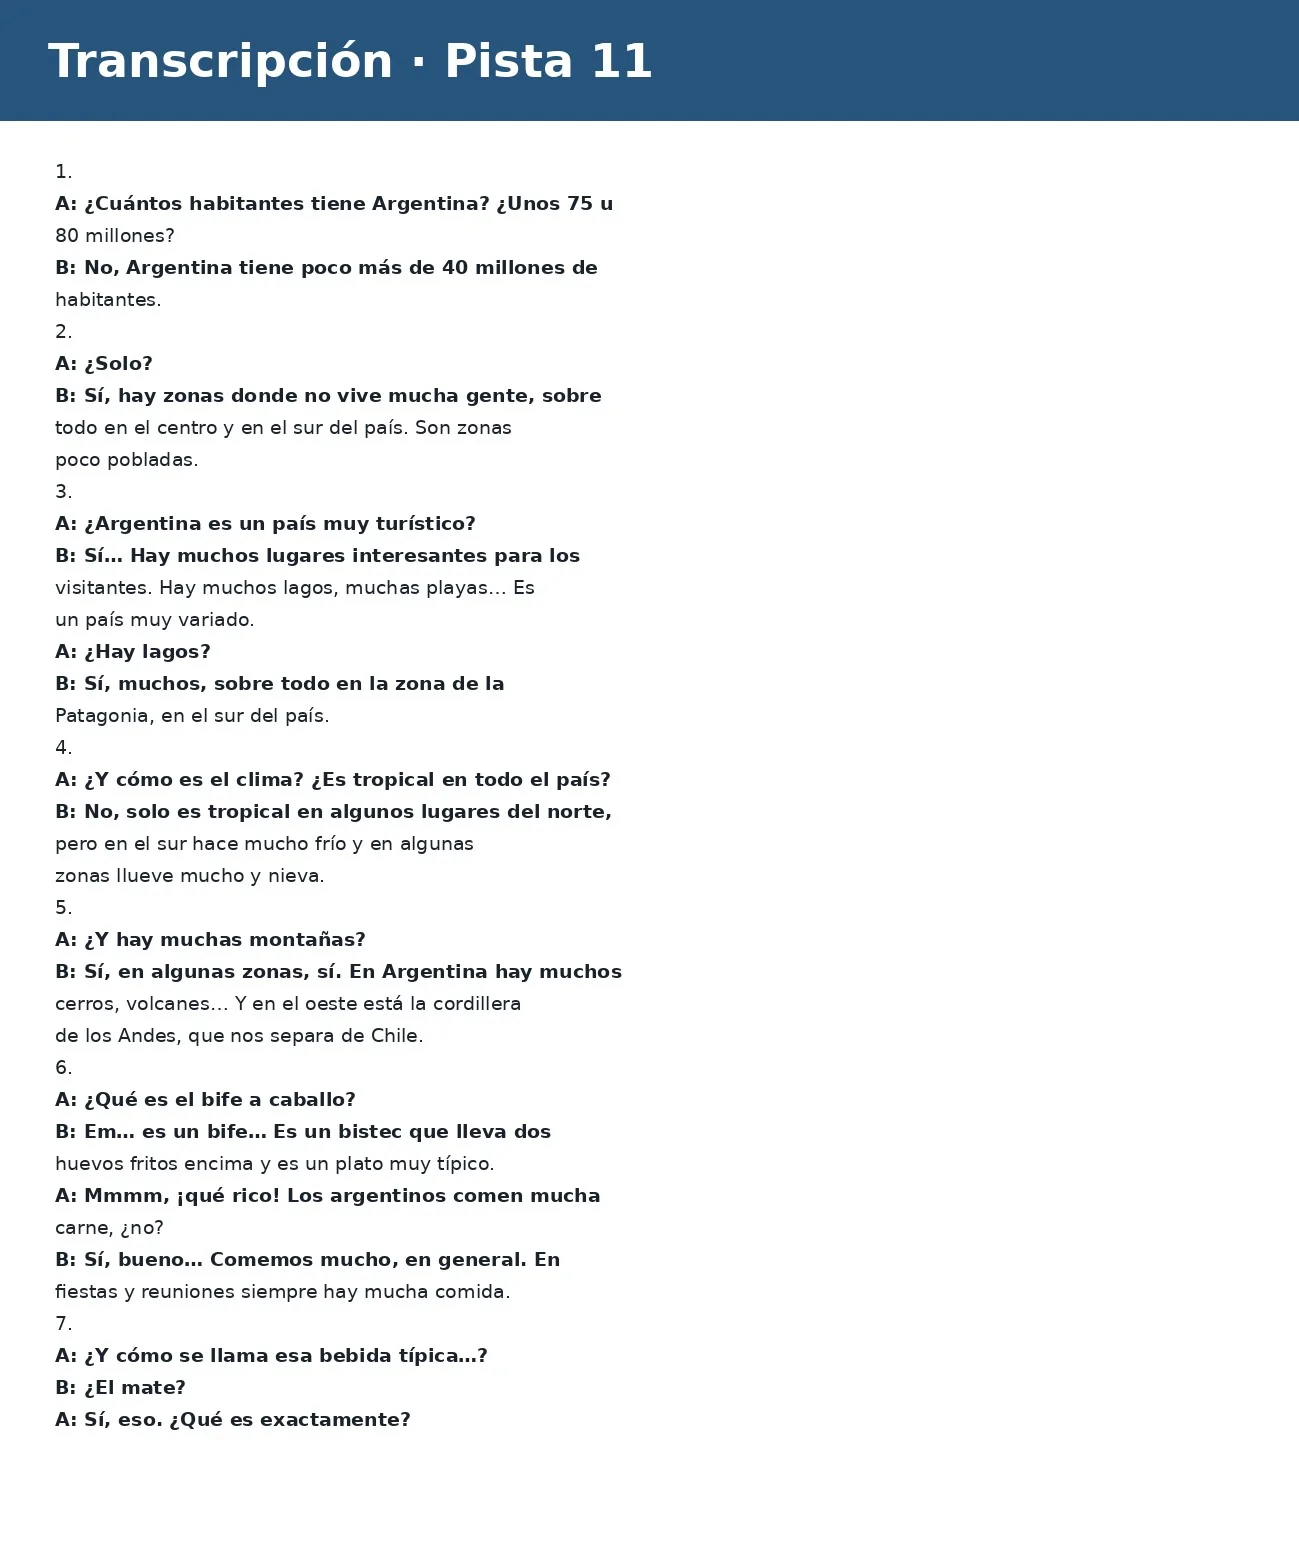 Transcripción · Pista 11
1.
A: ¿Cuántos habitantes tiene Argentina? ¿Unos 75 u
80 millones?
B: No, Argentina tiene poco más de 40 millones de
habitantes.
2.
A: ¿Solo?
B: Sí, hay zonas donde no vive mucha gente, sobre
todo en el centro y en el sur del país. Son zonas
poco pobladas.
3.
A: ¿Argentina es un país muy turístico?
B: Sí... Hay muchos lugares interesantes para los
visitantes. Hay muchos lagos, muchas playas... Es
un país muy variado.
A: ¿Hay lagos?
B: Sí, muchos, sobre todo en la zona de la
Patagonia, en el sur del país.
4.
A: ¿Y cómo es el clima? ¿Es tropical en todo el país?
B: No, solo es tropical en algunos lugares del norte,
pero en el sur hace mucho frío y en algunas
zonas llueve mucho y nieva.
5.
A: ¿Y hay muchas montañas?
B: Sí, en algunas zonas, sí. En Argentina hay muchos
cerros, volcanes... Y en el oeste está la cordillera
de los Andes, que nos separa de Chile.
6.
A: ¿Qué es el bife a caballo?
B: Em... es un bife... Es un bistec que lleva dos
huevos fritos encima y es un plato muy típico.
A: Mmmm, ¡qué rico! Los argentinos comen mucha
carne, ¿no?
B: Sí, bueno... Comemos mucho, en general. En
fiestas y reuniones siempre hay mucha comida.
7.
A: ¿Y cómo se llama esa bebida típica...?
B: ¿El mate?
A: Sí, eso. ¿Qué es exactamente?